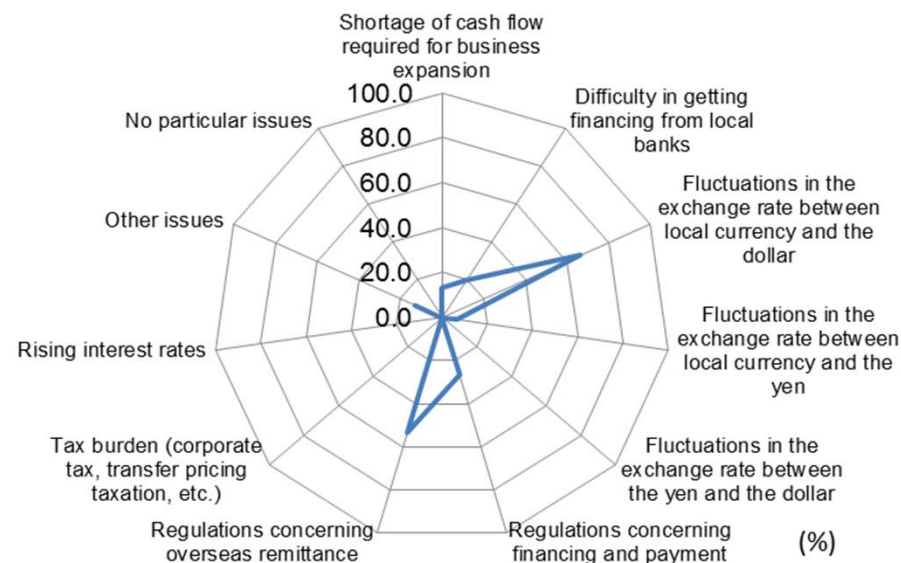 Shortage of cash flow
required for business
expansion
Difficulty in getting
financing from local
banks
Fluctuations in the
exchange rate between
local currency and the
dollar
Fluctuations in the
exchange rate between
local currency and the
yen
Fluctuations in the
exchange rate between
the yen and the dollar
Regulations concerning
financing and payment
Regulations concerning
overseas remittance
Tax burden (corporate
tax, transfer pricing
taxation, etc.)
Rising interest rates
Other issues
No particular issues
100.0
80.0
60.0
40.0
20.0
0.0
(%)